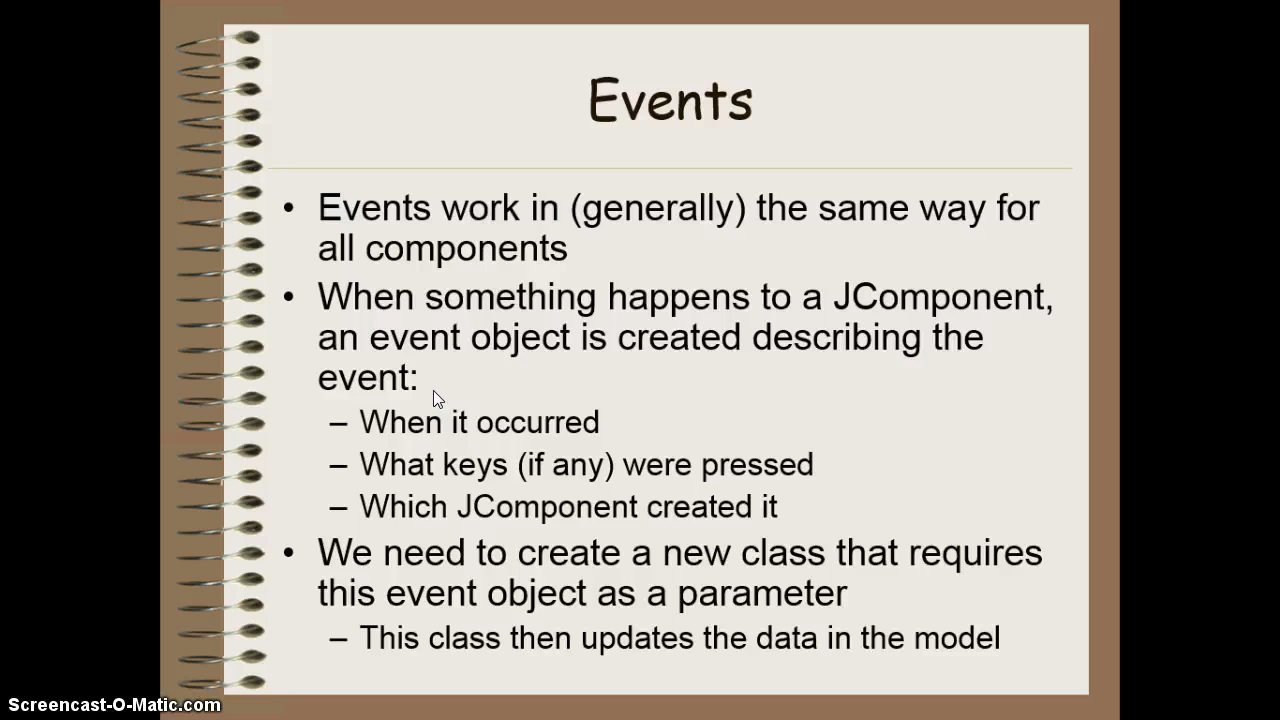 Events
• Events work in (generally) the same way for
all components
• When something happens to a JComponent,
an event object is created describing the
event:
– When it occurred
– What keys (if any) were pressed
– Which JComponent created it
• We need to create a new class that requires
this event object as a parameter
– This class then updates the data in the model
Screencast-O-Matic.com